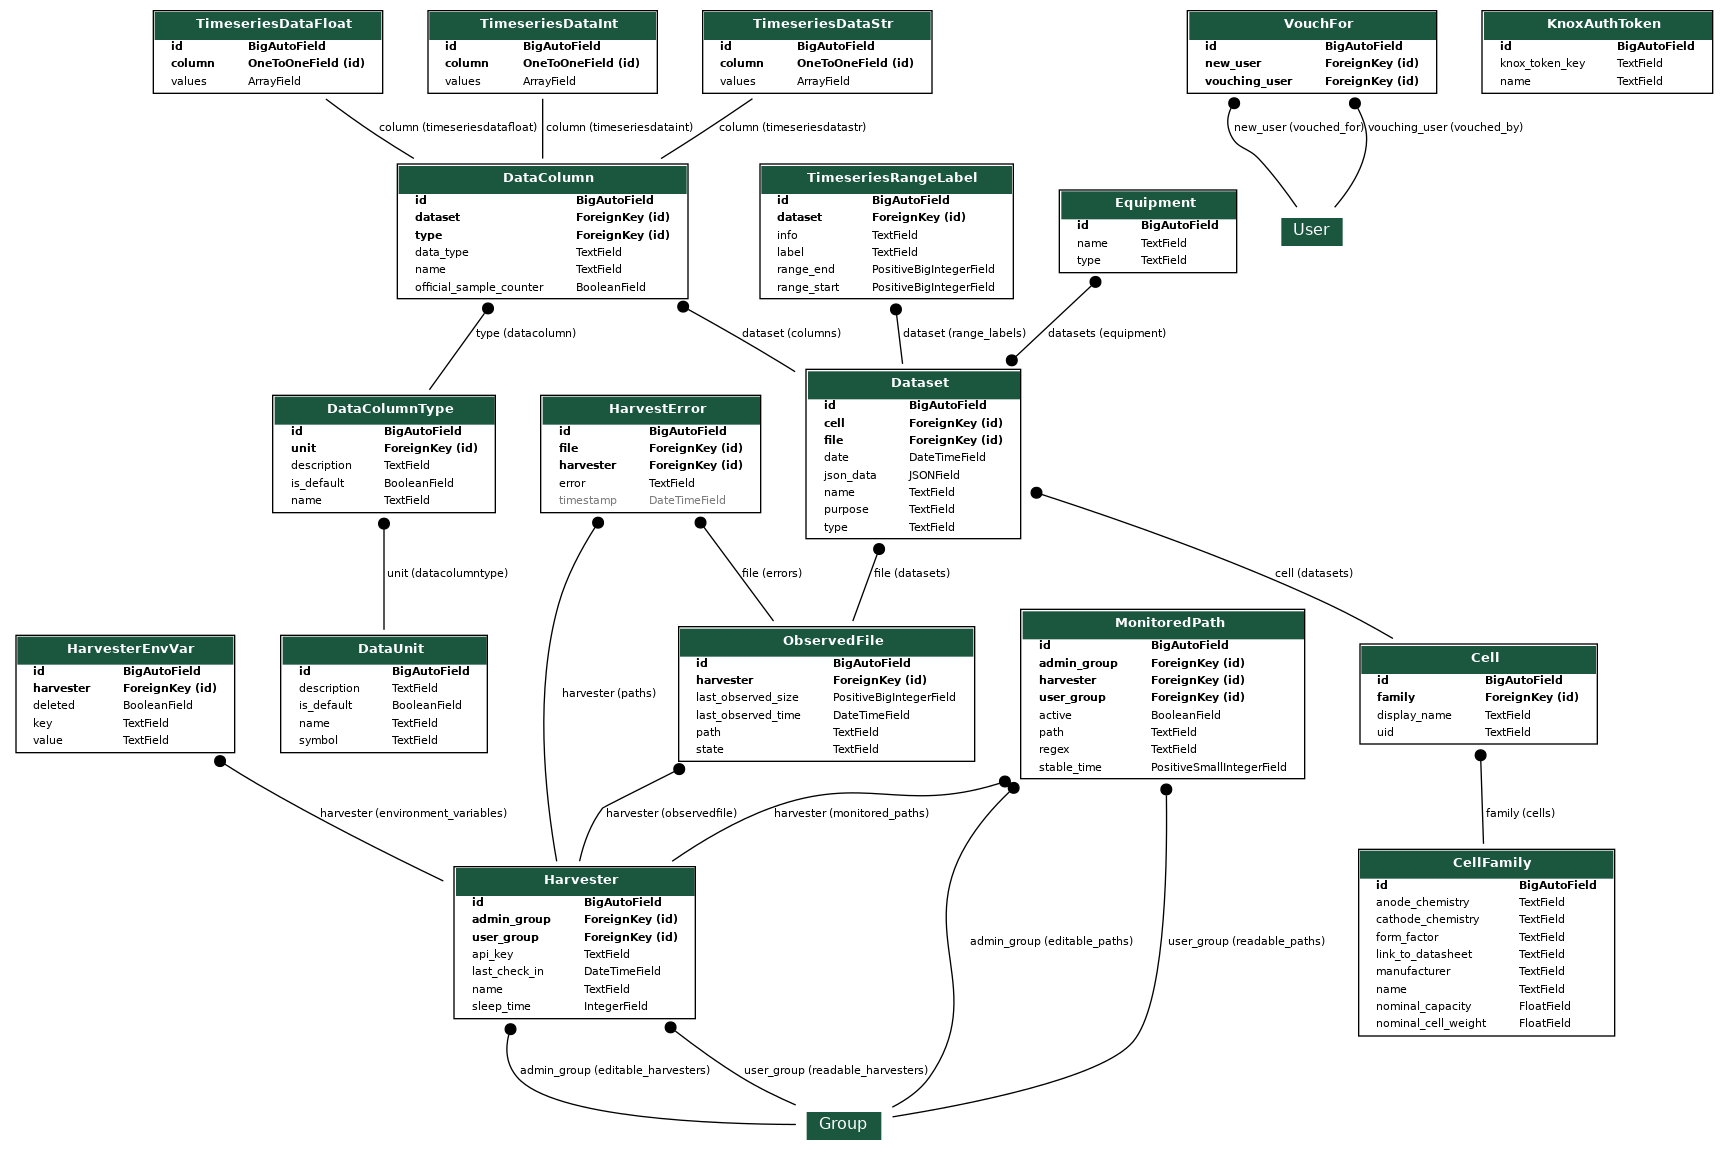 TimeseriesDataFloat
id BigAutoField
column OneToOneField (id)
values ArrayField
TimeseriesDataInt
id BigAutoField
column OneToOneField (id)
values ArrayField
TimeseriesDataStr
id BigAutoField
column OneToOneField (id)
values ArrayField
VouchFor
id BigAutoField
new_user ForeignKey (id)
vouching_user ForeignKey (id)
KnoxAuthToken
id BigAutoField
knox_token_key TextField
name TextField
column (timeseriesdatafloat)
column (timeseriesdataint)
column (timeseriesdatastr)
new_user (vouched_for)
vouching_user (vouched_by)
DataColumn
id BigAutoField
dataset ForeignKey (id)
type ForeignKey (id)
data_type TextField
name TextField
official_sample_counter BooleanField
TimeseriesRangeLabel
id BigAutoField
dataset ForeignKey (id)
info TextField
label TextField
range_end PositiveBigIntegerField
range_start PositiveBigIntegerField
Equipment
id BigAutoField
name TextField
type TextField
User
type (datacolumn)
dataset (columns)
dataset (range_labels)
datasets (equipment)
DataColumnType
id BigAutoField
unit ForeignKey (id)
description TextField
is_default BooleanField
name TextField
HarvestError
id BigAutoField
file ForeignKey (id)
harvester ForeignKey (id)
error TextField
timestamp DateTimeField
Dataset
id BigAutoField
cell ForeignKey (id)
file ForeignKey (id)
date DateTimeField
json_data JSONField
name TextField
purpose TextField
type TextField
unit (datacolumntype)
file (errors)
file (datasets)
cell (datasets)
HarvesterEnvVar
id BigAutoField
harvester ForeignKey (id)
deleted BooleanField
key TextField
value TextField
DataUnit
id BigAutoField
description TextField
is_default BooleanField
name TextField
symbol TextField
harvester (paths)
ObservedFile
id BigAutoField
harvester ForeignKey (id)
last_observed_size PositiveBigIntegerField
last_observed_time DateTimeField
path TextField
state TextField
MonitoredPath
id BigAutoField
admin_group ForeignKey (id)
harvester ForeignKey (id)
user_group ForeignKey (id)
active BooleanField
path TextField
regex TextField
stable_time PositiveSmallIntegerField
Cell
id BigAutoField
family ForeignKey (id)
display_name TextField
uid TextField
harvester (environment_variables)
harvester (observedfile)
harvester (monitored_paths)
family (cells)
Harvester
id BigAutoField
admin_group ForeignKey (id)
user_group ForeignKey (id)
api_key TextField
last_check_in DateTimeField
name TextField
sleep_time IntegerField
admin_group (editable_paths)
user_group (readable_paths)
CellFamily
id BigAutoField
anode_chemistry TextField
cathode_chemistry TextField
form_factor TextField
link_to_datasheet TextField
manufacturer TextField
name TextField
nominal_capacity FloatField
nominal_cell_weight FloatField
admin_group (editable_harvesters)
user_group (readable_harvesters)
Group